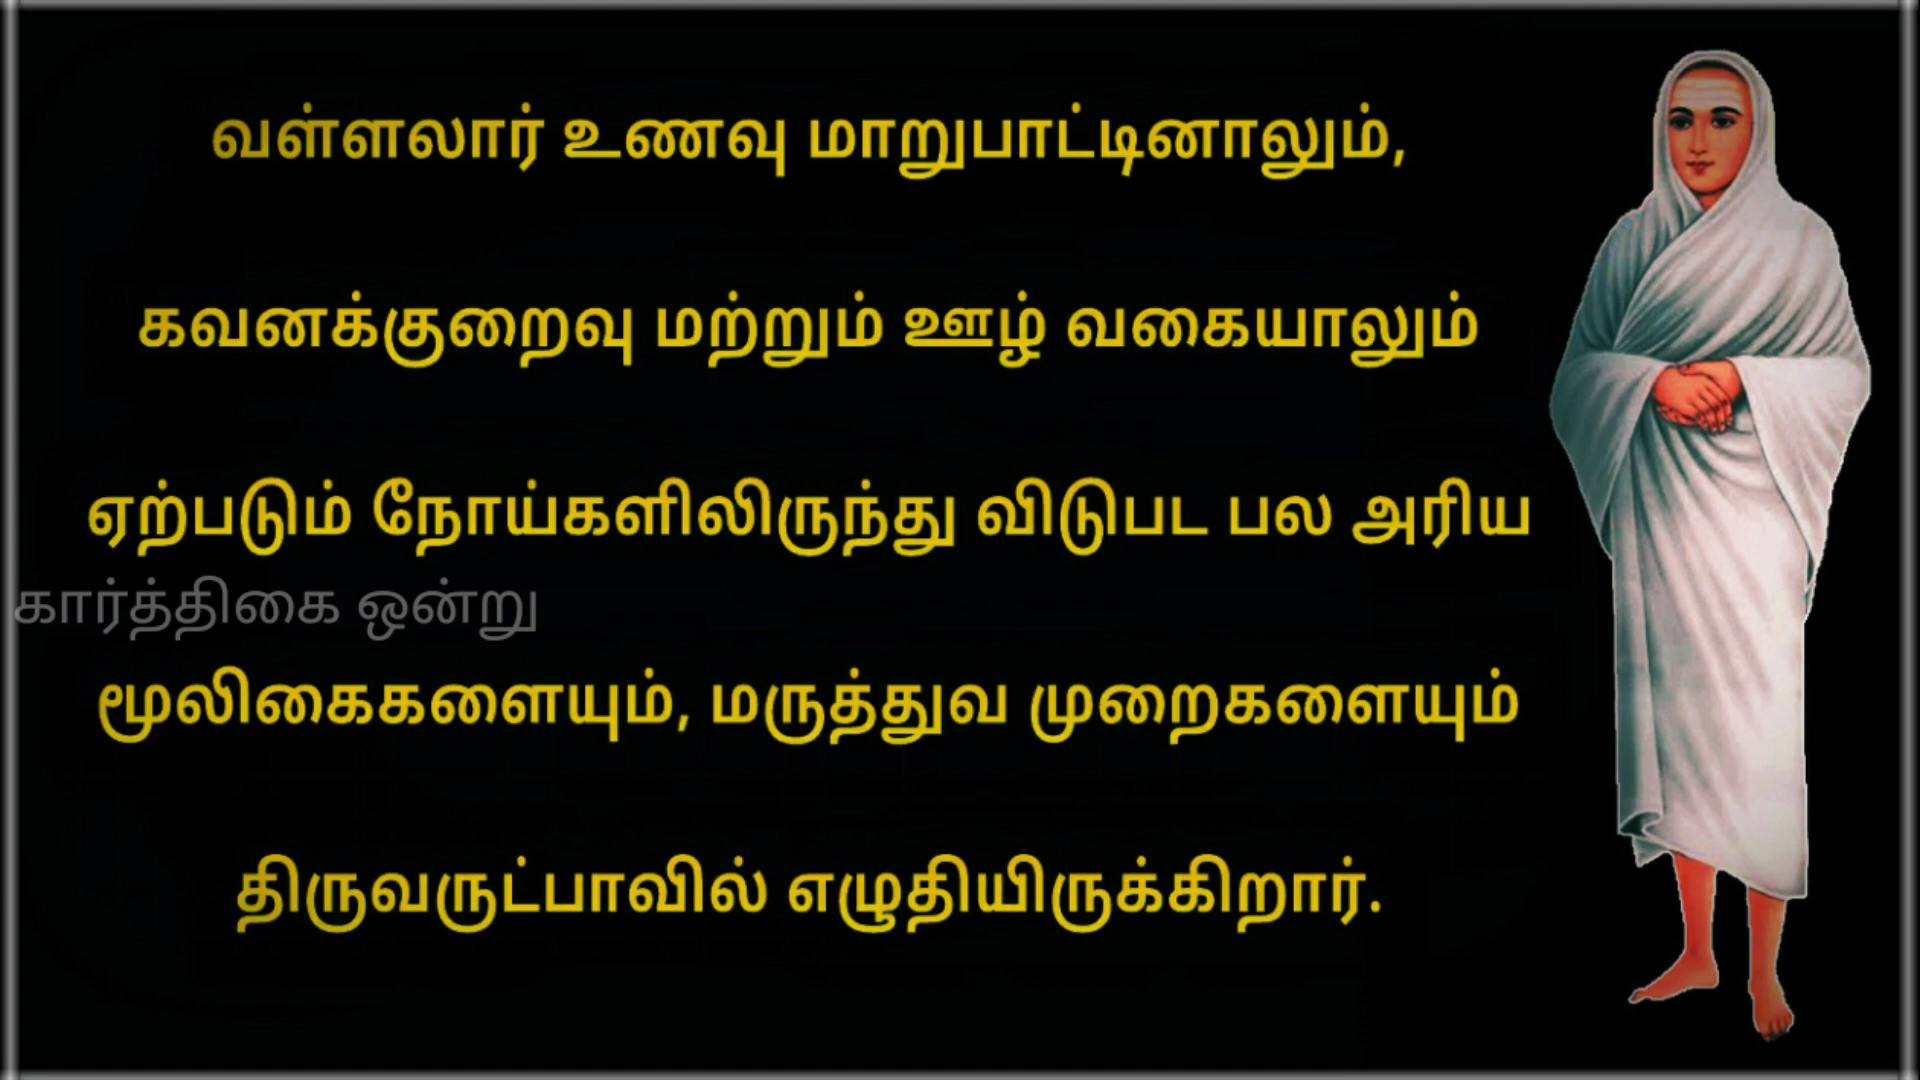 வள்ளலார் உணவு மாறுபாட்டினாலும்,
கவனக்குறைவு மற்றும் ஊழ் வகையாலும்
ஏற்படும் நோய்களிலிருந்து விடுபட பல அரிய
கார்த்திகை ஒன்று
மூலிகைகளையும், மருத்துவ முறைகளையும்
திருவருட்பாவில் எழுதியிருக்கிறார்.